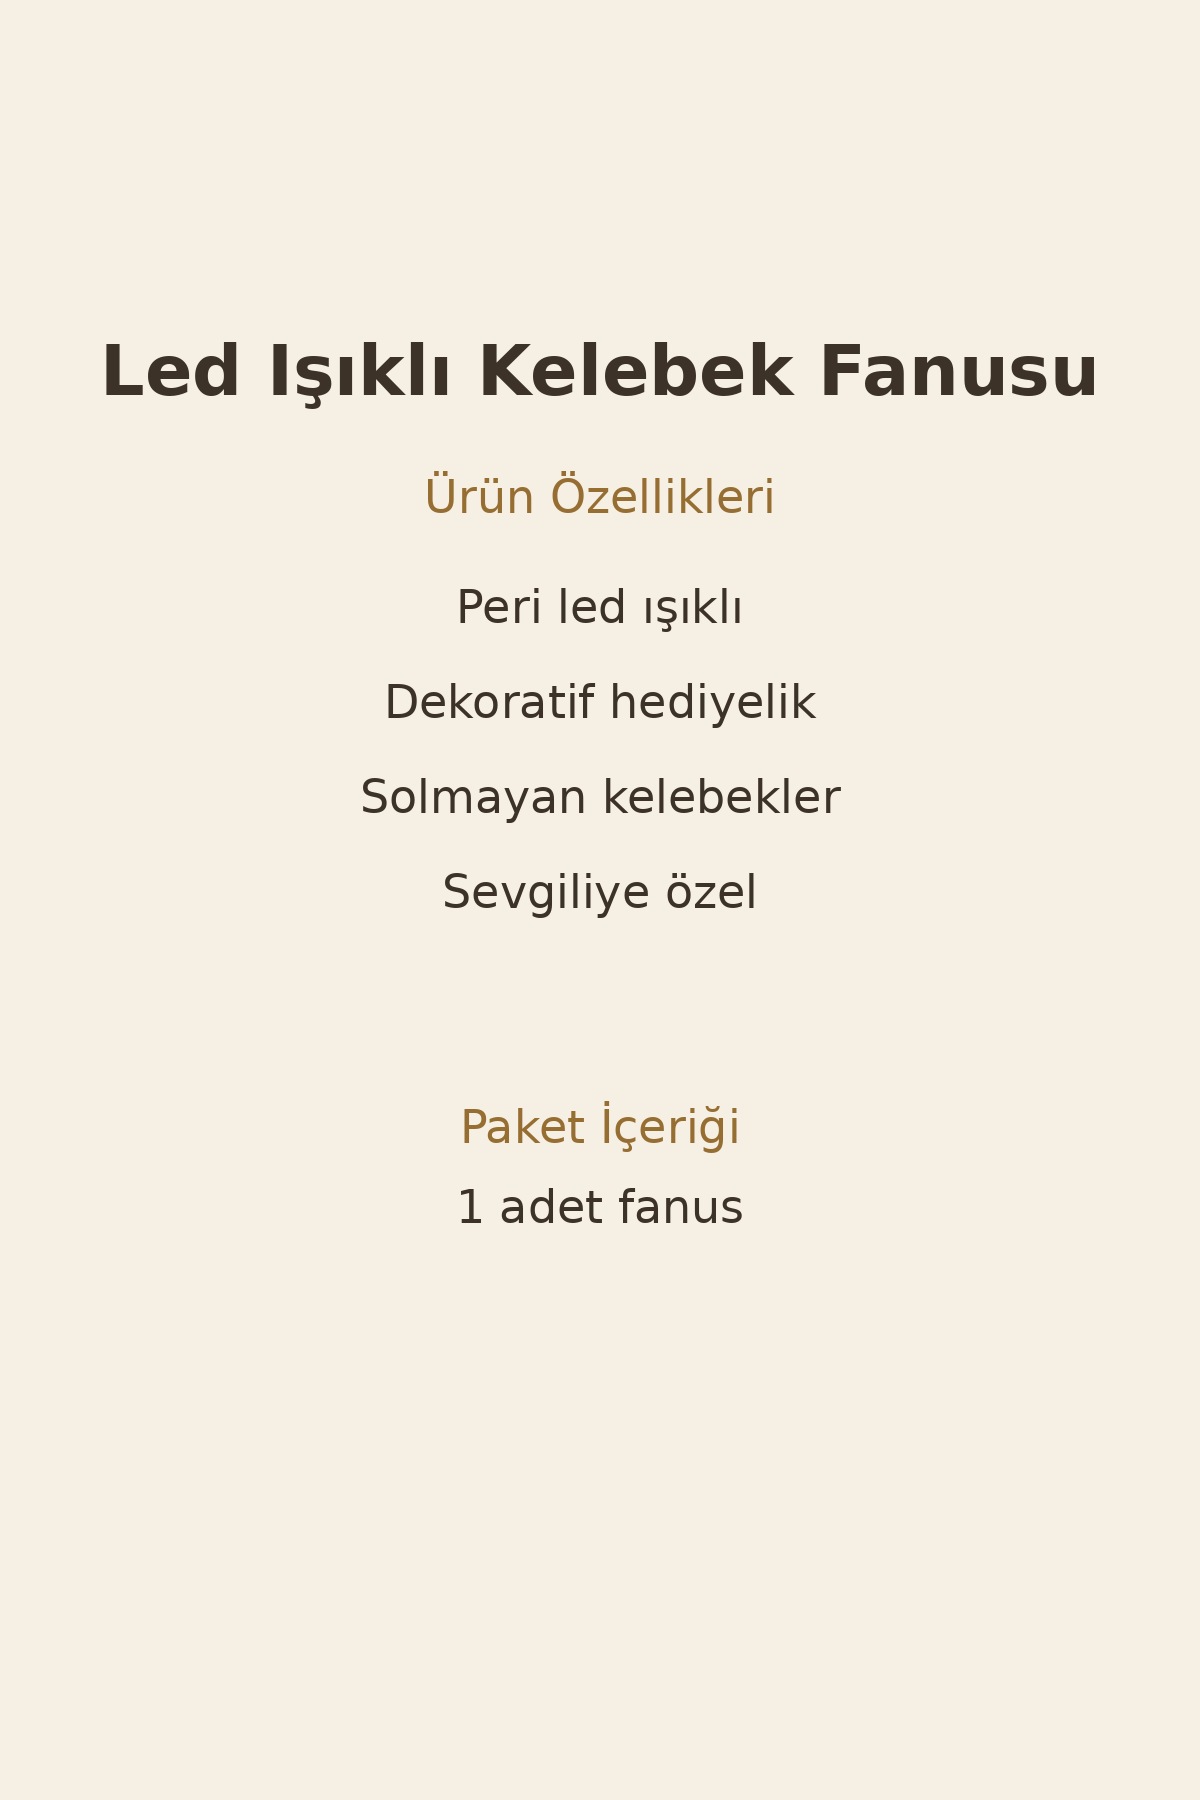 Led Işıklı Kelebek Fanusu
Ürün Özellikleri
Peri led ışıklı
Dekoratif hediyelik
Solmayan kelebekler
Sevgiliye özel
Paket İçeriği
1 adet fanus